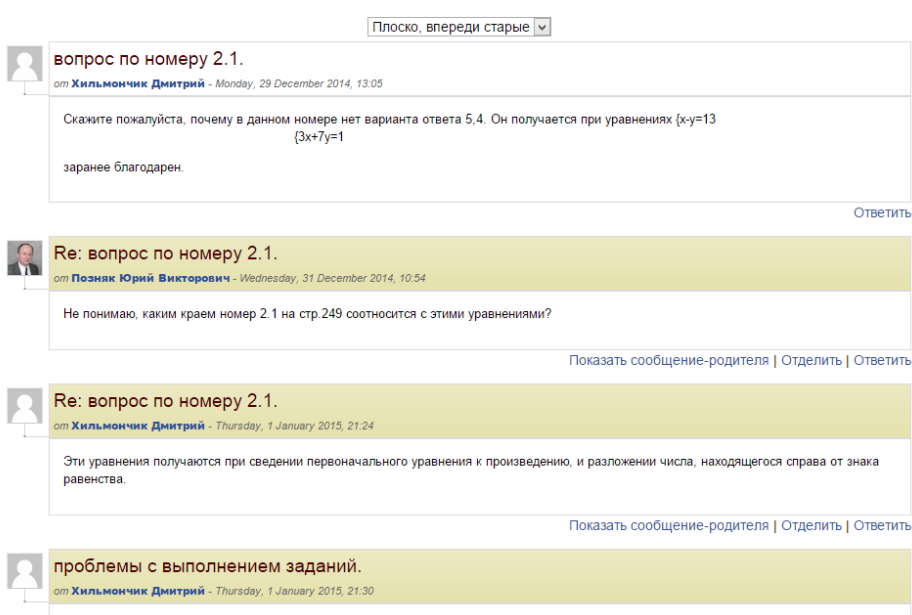 Плоско, впереди старые
вопрос по номеру 2.1.
от Хильмончик Дмитрий - Monday, 29 December 2014, 13:05
Скажите пожалуйста, почему в данном номере нет варианта ответа 5,4. Он получается при уравнениях {x-y=13
{3x+7y=1
заранее благодарен.
Ответить
Re: вопрос по номеру 2.1.
от Позняк Юрий Викторович - Wednesday, 31 December 2014, 10:54
Не понимаю, каким краем номер 2.1 на стр.249 соотносится с этими уравнениями?
Показать сообщение-родителя | Отделить | Ответить
Re: вопрос по номеру 2.1.
от Хильмончик Дмитрий - Thursday, 1 January 2015, 21:24
Эти уравнения получаются при сведении первоначального уравнения к произведению, и разложении числа, находящегося справа от знака
равенства.
Показать сообщение-родителя | Отделить | Ответить
проблемы с выполнением заданий.
от Хильмончик Дмитрий - Thursday, 1 January 2015, 21:30